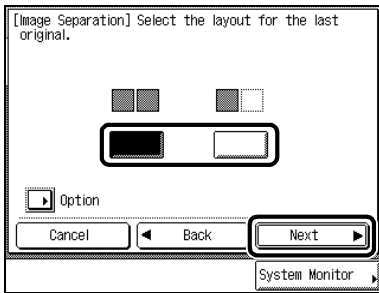 [Image Separation] Select the layout for the last
original.
Option
Cancel
Back
Next
System Monitor